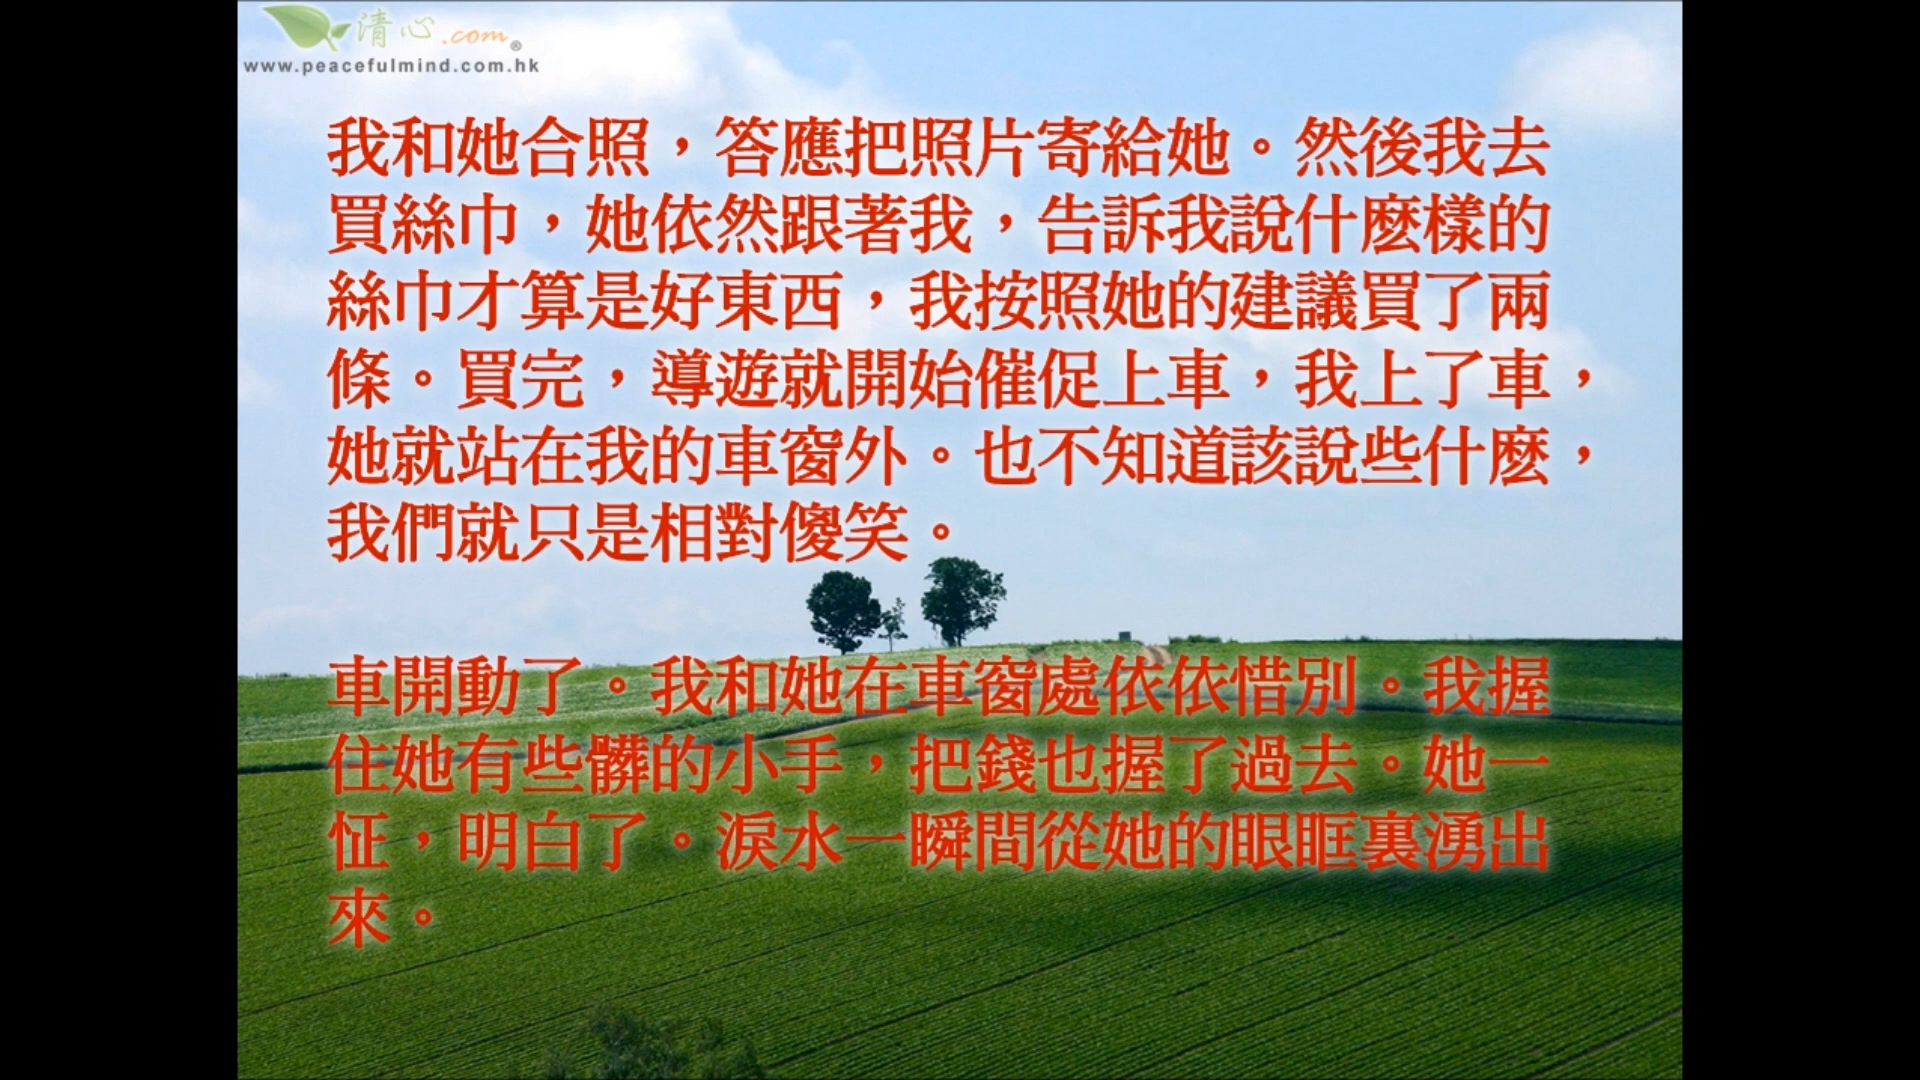 清心.com®
www.peacefulmind.com.hk
我和她合照，答應把照片寄給她。然後我去
買絲巾，她依然跟著我，告訴我說什麼樣的
絲巾才算是好東西，我按照她的建議買了兩
條。買完，導遊就開始催促上車，我上了車，
她就站在我的車窗外。也不知道該說些什麼，
我們就只是相對傻笑。
車開動了。我和她在車窗處依依惜別。我握
住她有些髒的小手，把錢也握了過去。她一
怔，明白了。淚水一瞬間從她的眼眶裏湧出
來。